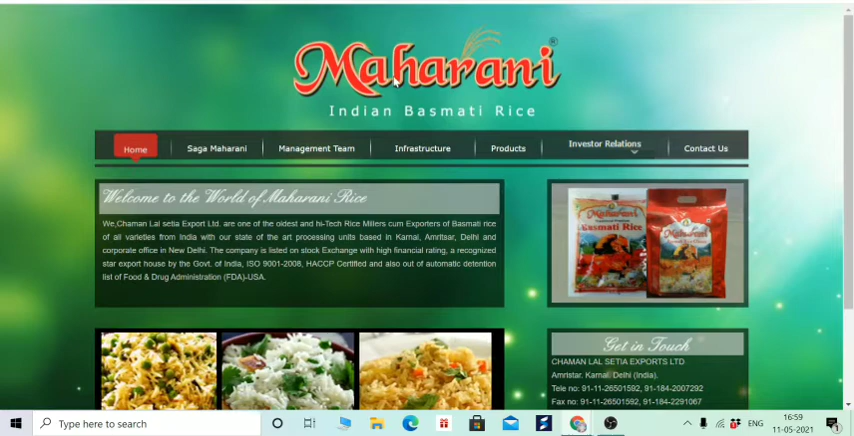 Maharani ®
Indian Basmati Rice
Home Saga Maharani Management Team Infrastructure Products Investor Relations Contact Us
Welcome to the World of Maharani Rice
We,Chaman Lal setia Export Ltd. are one of the oldest and hi-Tech Rice Millers cum Exporters of Basmati rice
of all varieties from India with our state of the art processing units based in Karnal, Amritsar, Delhi and
corporate office in New Delhi. The company is listed on stock Exchange with high financial rating, a recognized
star export house by the Govt. of India, ISO 9001-2008, HACCP Certified and also out of automatic detention
list of Food & Drug Administration (FDA)-USA.
Maharani
Basmati Rice
Maharani
Get in Touch
CHAMAN LAL SETIA EXPORTS LTD
Amristar. Karnal. Delhi (India).
Tele no: 91-11-26501592, 91-184-2007292
Fax no: 91-11-26501592, 91-184-2291067
Type here to search
ENG
16:59
11-05-2021
1